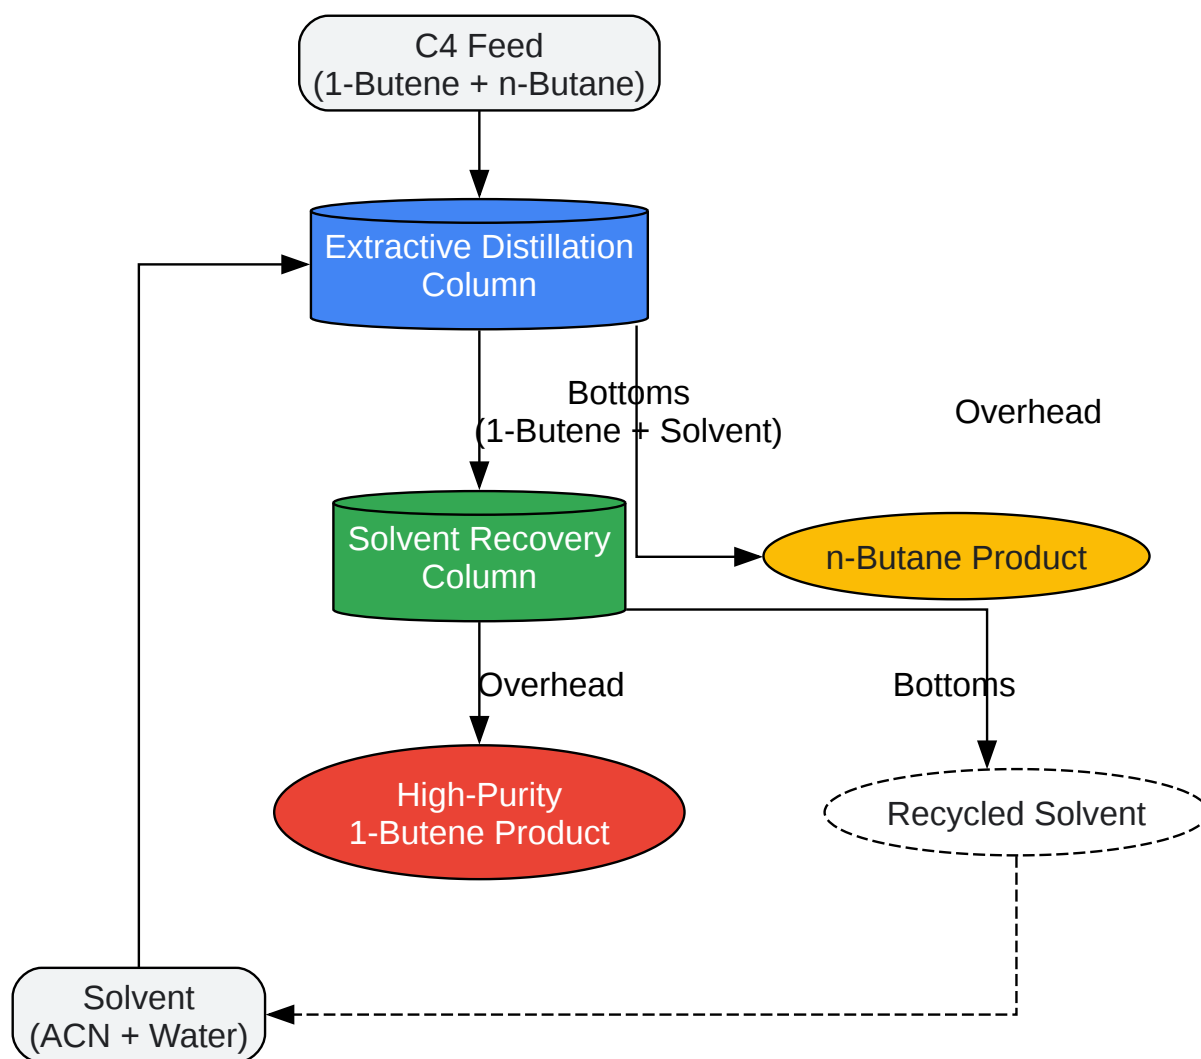 C4 Feed
(1-Butene + n-Butane)
Extractive Distillation
Column
Bottoms
(1-Butene + Solvent)
Overhead
Solvent Recovery
Column
n-Butane Product
Overhead
Bottoms
High-Purity
1-Butene Product
Recycled Solvent
Solvent
(ACN + Water)